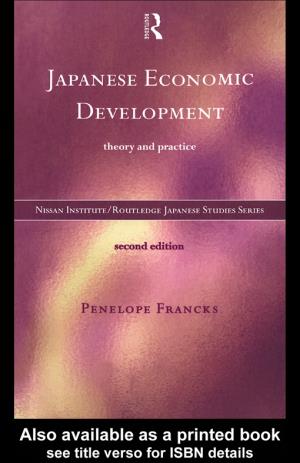 R
ROUTLEDGE
JAPANESE ECONOMIC
DEVELOPMENT
theory and practice
NISSAN INSTITUTE/ROUTLEDGE JAPANESE STUDIES SERIES
second edition
PENELOPE FRANCKS
Also available as a printed book
see title verso for ISBN details